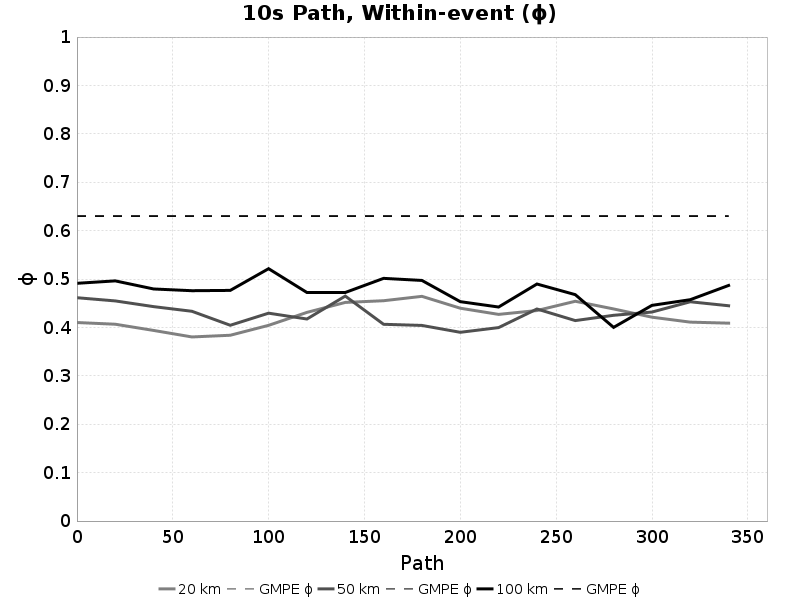 10s Path, Within-event (ϕ)
1
0.9
0.8
0.7
0.6
0.5
0.4
0.3
0.2
0.1
0
ϕ
0 50 100 150 200 250 300 350
Path
20 km GMPE ϕ 50 km GMPE ϕ 100 km GMPE ϕ